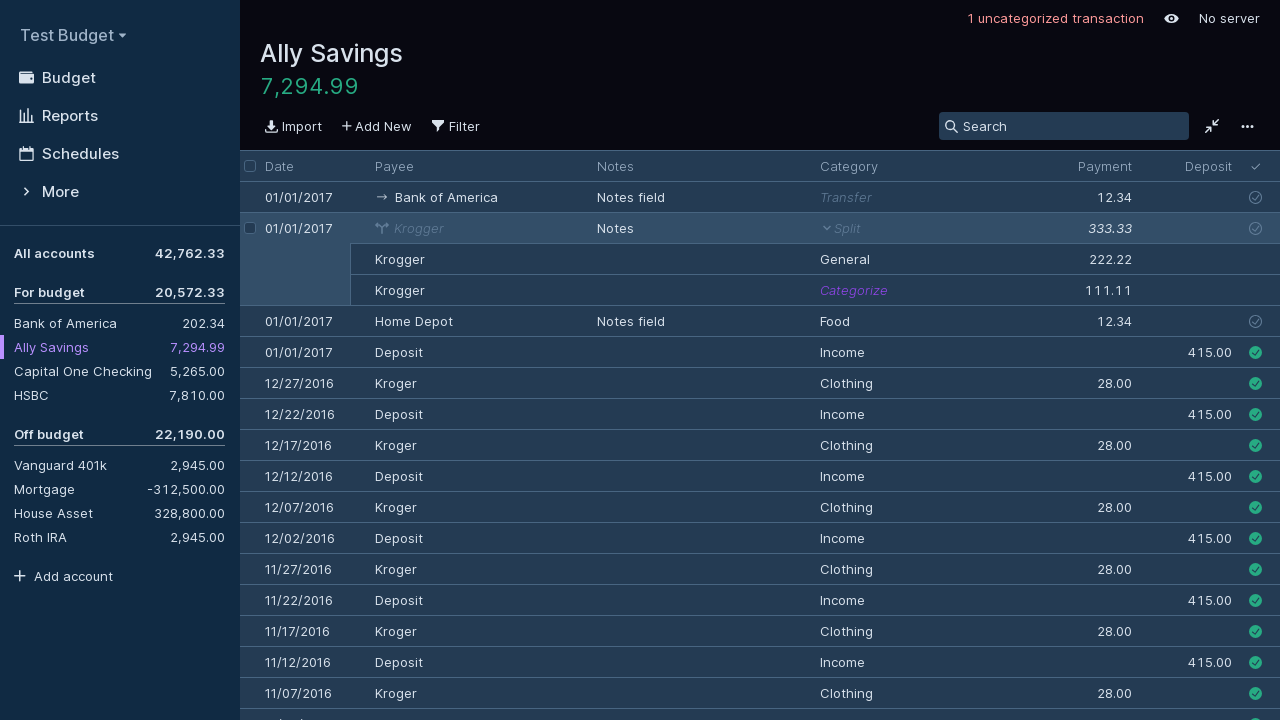 Test Budget
Budget
Reports
Schedules
More
All accounts 42,762.33
For budget 20,572.33
Bank of America 202.34
Ally Savings 7,294.99
Capital One Checking 5,265.00
HSBC 7,810.00
Off budget 22,190.00
Vanguard 401k 2,945.00
Mortgage -312,500.00
House Asset 328,800.00
Roth IRA 2,945.00
Add account
1 uncategorized transaction No server
Ally Savings
7,294.99
Import Add New Filter Search
Date Payee Notes Category Payment Deposit
01/01/2017 → Bank of America Notes field Transfer 12.34
01/01/2017 Krogger Notes Split 333.33
Krogger General 222.22
Krogger Categorize 111.11
01/01/2017 Home Depot Notes field Food 12.34
01/01/2017 Deposit Income 415.00
12/27/2016 Kroger Clothing 28.00
12/22/2016 Deposit Income 415.00
12/17/2016 Kroger Clothing 28.00
12/12/2016 Deposit Income 415.00
12/07/2016 Kroger Clothing 28.00
12/02/2016 Deposit Income 415.00
11/27/2016 Kroger Clothing 28.00
11/22/2016 Deposit Income 415.00
11/17/2016 Kroger Clothing 28.00
11/12/2016 Deposit Income 415.00
11/07/2016 Kroger Clothing 28.00